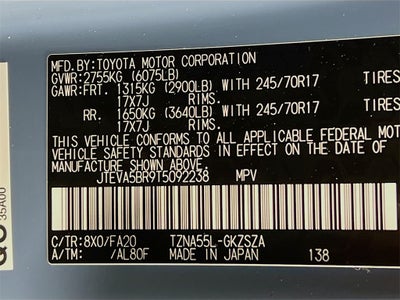 MFD.BY:TOYOTA MOTOR CORPORATION
GVWR: 2755KG (6075LB)
GAWR:FRT. 1315KG (2900LB) WITH 245/70R17 TIRES
17X7J RIMS.
RR. 1650KG (3640LB) WITH 245/70R17 TIRES
17X7J RIMS.
THIS VEHICLE CONFORMS TO ALL APPLICABLE FEDERAL MOT
VEHICLE SAFETY STANDARDS IN EFFECT ON THE DATE OF
MANUFACTURE SHOWN ABOVE.
JTEVA5BR9T5092238 MPV
C/TR:8X0/FA20 TZNA55L-GKZSZA
A/TM: /AL80F MADE IN JAPAN 138
35A00